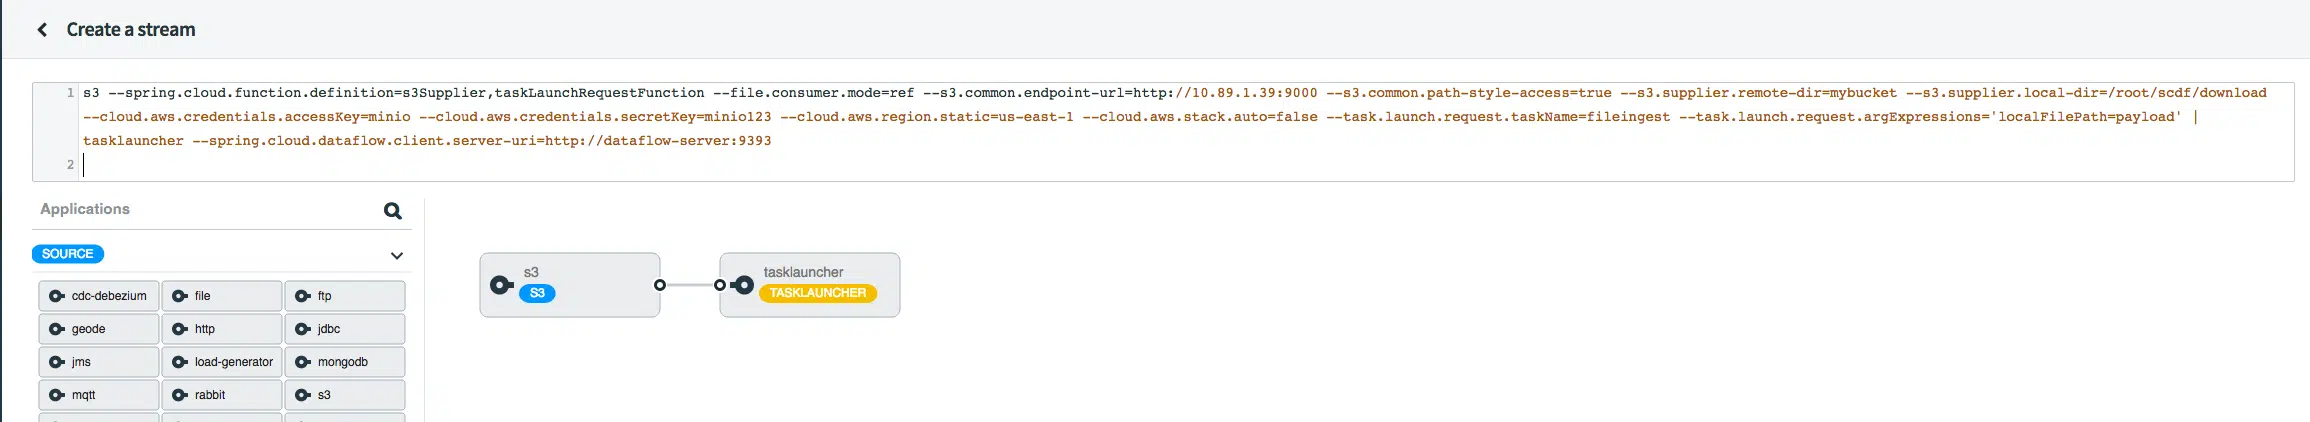 Create a stream
1 s3 --spring.cloud.function.definition=s3Supplier,taskLaunchRequestFunction --file.consumer.mode=ref --s3.common.endpoint-url=http://10.89.1.39:9000 --s3.common.path-style-access=true --s3.supplier.remote-dir=mybucket --s3.supplier.local-dir=/root/scdf/download
--cloud.aws.credentials.accessKey=minio --cloud.aws.credentials.secretKey=minio123 --cloud.aws.region.static=us-east-1 --cloud.aws.stack.auto=false --task.launch.request.taskName=fileingest --task.launch.request.argExpressions='localFilePath=payload' |
tasklauncher --spring.cloud.dataflow.client.server-uri=http://dataflow-server:9393
2
Applications
SOURCE
cdc-debezium file ftp
geode http jdbc
jms load-generator mongodb
mqtt rabbit s3
s3
S3
tasklauncher
TASKLAUNCHER